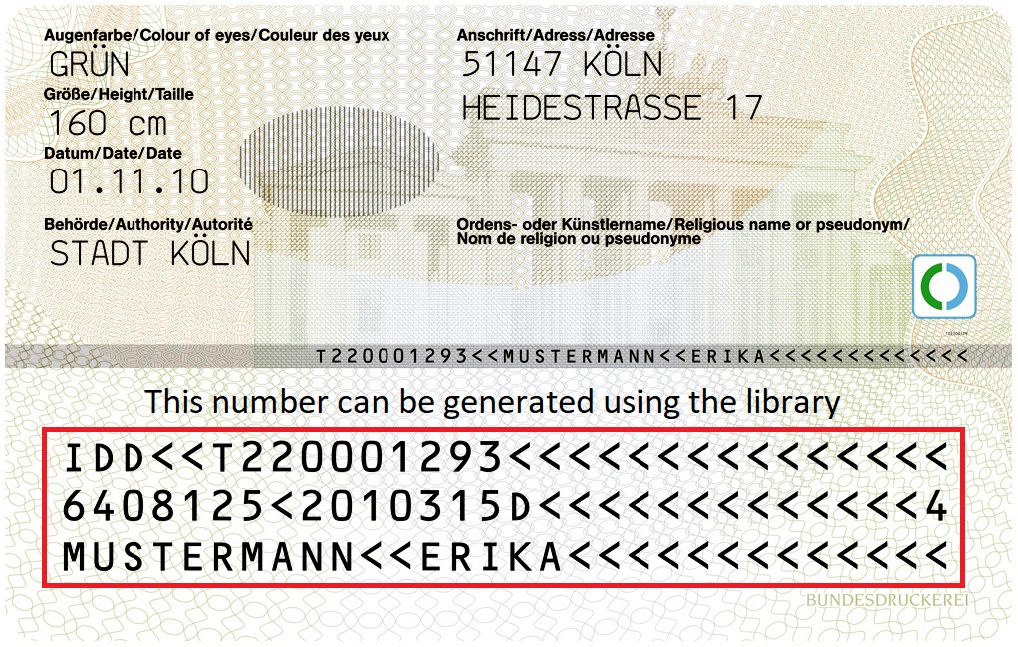 Augenfarbe/Colour of eyes/Couleur des yeux
GRÜN
Größe/Height/Taille
160 cm
Datum/Date/Date
01.11.10
Behörde/Authority/Autorité
STADT KÖLN
Anschrift/Adress/Adresse
51147 KÖLN
HEIDESTRASSE 17
Ordens- oder Künstlername/Religious name or pseudonym/
Nom de religion ou pseudonyme
T220001293<<MUSTERMANN<<ERIKA<<<<<<<<<<<<<
This number can be generated using the library
IDD<<T220001293<<<<<<<<<<<<<<<
6408125<2010315D<<<<<<<<<<<<<4
MUSTERMANN<<ERIKA<<<<<<<<<<<<<
BUNDESDRUCKEREI